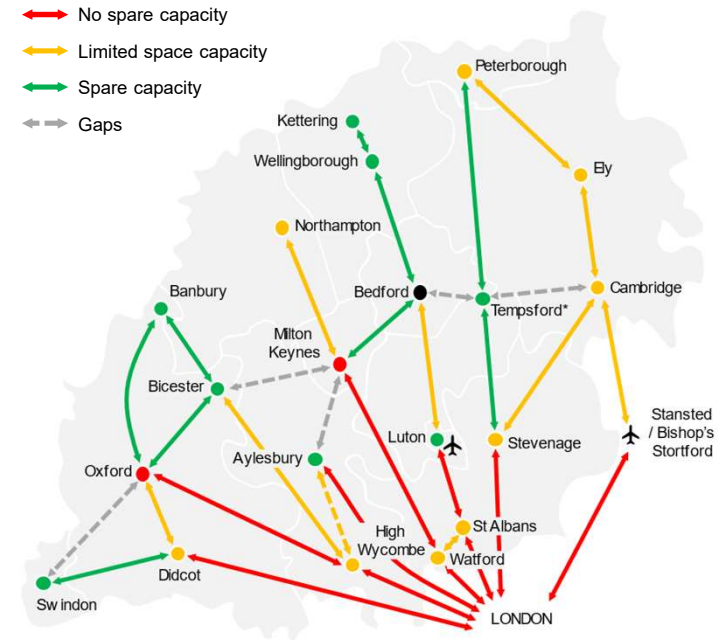 No spare capacity
Limited space capacity
Spare capacity
Gaps
Peterborough
Kettering
Wellingborough
Ely
Northampton
Banbury
Bedford
Cambridge
Tempsford*
Milton
Keynes
Bicester
Stansted
/ Bishop's
Stortford
Luton
Stevenage
Aylesbury
Oxford
High
Wycombe
St Albans
Watford
Didcot
Swindon
LONDON